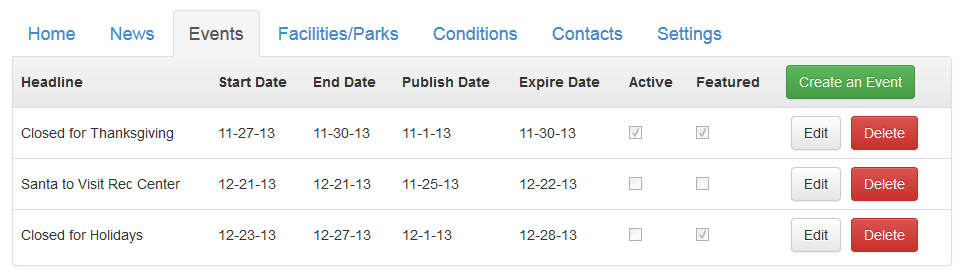 Home News Events Facilities/Parks Conditions Contacts Settings
Headline Start Date End Date Publish Date Expire Date Active Featured Create an Event
Closed for Thanksgiving 11-27-13 11-30-13 11-1-13 11-30-13 Edit Delete
Santa to Visit Rec Center 12-21-13 12-21-13 11-25-13 12-22-13 Edit Delete
Closed for Holidays 12-23-13 12-27-13 12-1-13 12-28-13 Edit Delete